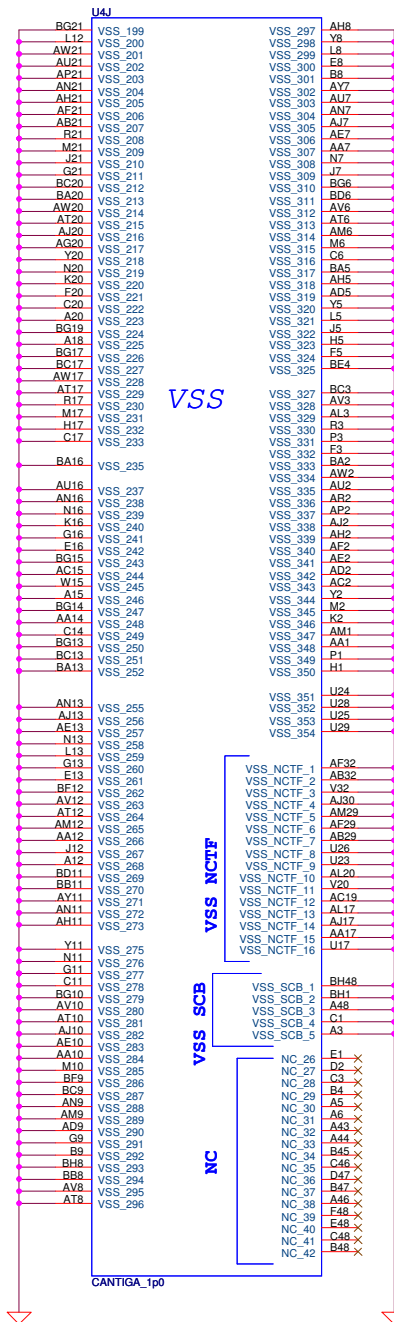 U4J
BG21 VSS_199
L12 VSS_200
AW21 VSS_201
AU21 VSS_202
AP21 VSS_203
AN21 VSS_204
AH21 VSS_205
AF21 VSS_206
AB21 VSS_207
R21 VSS_208
M21 VSS_209
J21 VSS_210
G21 VSS_211
BC20 VSS_212
BA20 VSS_213
AW20 VSS_214
AT20 VSS_215
AJ20 VSS_216
AG20 VSS_217
Y20 VSS_218
N20 VSS_219
K20 VSS_220
F20 VSS_221
C20 VSS_222
A20 VSS_223
BG19 VSS_224
A18 VSS_225
BG17 VSS_226
BC17 VSS_227
AW17 VSS_228
AT17 VSS_229
R17 VSS_230
M17 VSS_231
H17 VSS_232
C17 VSS_233
BA16 VSS_235
AU16 VSS_237
AN16 VSS_238
N16 VSS_239
K16 VSS_240
G16 VSS_241
E16 VSS_242
BG15 VSS_243
AC15 VSS_244
W15 VSS_245
A15 VSS_246
BG14 VSS_247
AA14 VSS_248
C14 VSS_249
BG13 VSS_250
BC13 VSS_251
BA13 VSS_252
AN13 VSS_255
AJ13 VSS_256
AE13 VSS_257
N13 VSS_258
L13 VSS_259
G13 VSS_260
E13 VSS_261
BF12 VSS_262
AV12 VSS_263
AT12 VSS_264
AM12 VSS_265
AA12 VSS_266
J12 VSS_267
A12 VSS_268
BD11 VSS_269
BB11 VSS_270
AY11 VSS_271
AN11 VSS_272
AH11 VSS_273
Y11 VSS_275
N11 VSS_276
G11 VSS_277
C11 VSS_278
BG10 VSS_279
AV10 VSS_280
AT10 VSS_281
AJ10 VSS_282
AE10 VSS_283
AA10 VSS_284
M10 VSS_285
BF9 VSS_286
BC9 VSS_287
AN9 VSS_288
AM9 VSS_289
AD9 VSS_290
G9 VSS_291
B9 VSS_292
BH8 VSS_293
BB8 VSS_294
AV8 VSS_295
AT8 VSS_296
VSS
VSS_297 AH8
VSS_298 Y8
VSS_299 L8
VSS_300 E8
VSS_301 B8
VSS_302 AY7
VSS_303 AU7
VSS_304 AN7
VSS_305 AJ7
VSS_306 AE7
VSS_307 AA7
VSS_308 N7
VSS_309 J7
VSS_310 BG6
VSS_311 BD6
VSS_312 AV6
VSS_313 AT6
VSS_314 AM6
VSS_315 M6
VSS_316 C6
VSS_317 BA5
VSS_318 AH5
VSS_319 AD5
VSS_320 Y5
VSS_321 L5
VSS_322 J5
VSS_323 H5
VSS_324 F5
VSS_325 BE4
VSS_327 BC3
VSS_328 AV3
VSS_329 AL3
VSS_330 R3
VSS_331 P3
VSS_332 F3
VSS_333 BA2
VSS_334 AW2
VSS_335 AU2
VSS_336 AR2
VSS_337 AP2
VSS_338 AJ2
VSS_339 AH2
VSS_340 AF2
VSS_341 AE2
VSS_342 AD2
VSS_343 AC2
VSS_344 Y2
VSS_345 M2
VSS_346 K2
VSS_347 AM1
VSS_348 AA1
VSS_349 P1
VSS_350 H1
VSS_351 U24
VSS_352 U28
VSS_353 U25
VSS_354 U29
VSS NCTF
VSS_NCTF_1 AF32
VSS_NCTF_2 AB32
VSS_NCTF_3 V32
VSS_NCTF_4 AJ30
VSS_NCTF_5 AM29
VSS_NCTF_6 AF29
VSS_NCTF_7 AB29
VSS_NCTF_8 U26
VSS_NCTF_9 U23
VSS_NCTF_10 AL20
VSS_NCTF_11 V20
VSS_NCTF_12 AC19
VSS_NCTF_13 AL17
VSS_NCTF_14 AJ17
VSS_NCTF_15 AA17
VSS_NCTF_16 U17
VSS SCB
VSS_SCB_1 BH48
VSS_SCB_2 BH1
VSS_SCB_3 A48
VSS_SCB_4 C1
VSS_SCB_5 A3
NC
NC_26 E1
NC_27 D2
NC_28 C3
NC_29 B4
NC_30 A5
NC_31 A6
NC_32 A43
NC_33 A44
NC_34 B45
NC_35 C46
NC_36 D47
NC_37 B47
NC_38 A46
NC_39 F48
NC_40 E48
NC_41 C48
NC_42 B48
CANTIGA_1p0